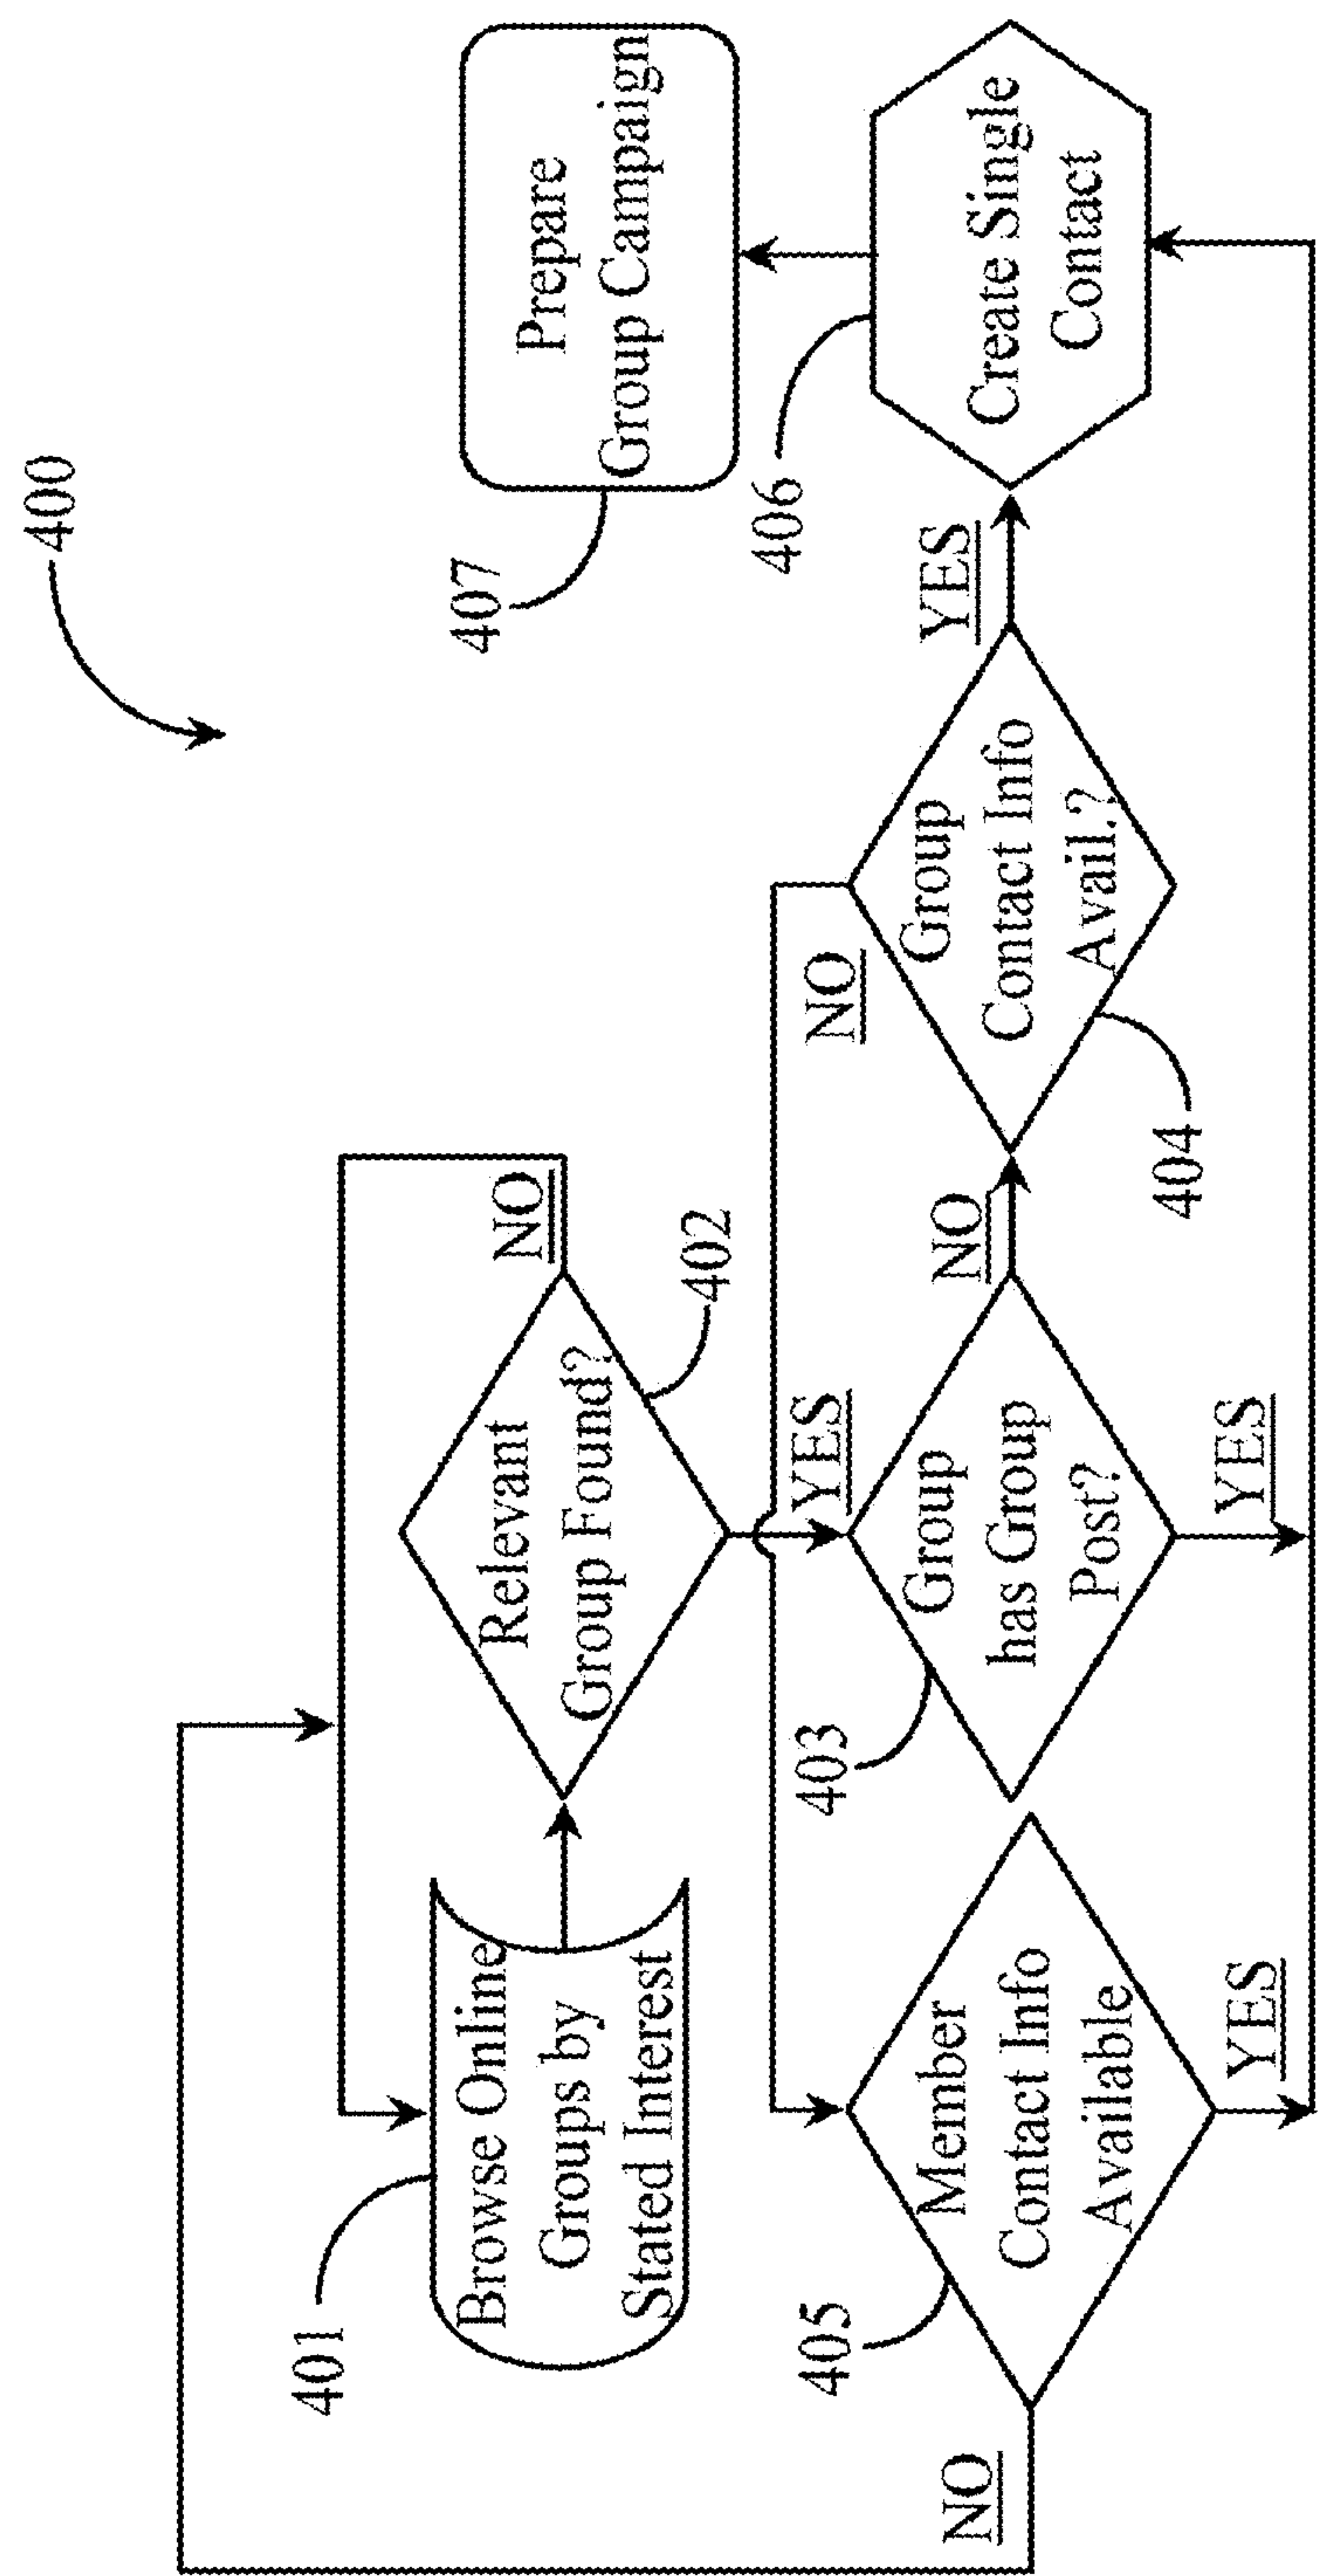 400
401
Browse Online
Groups by
Stated Interest
Relevant
Group Found?
NO
402
YES
407
Prepare
Group Campaign
405
Member
Contact Info
Available
NO
YES
403
Group
has Group
Post?
NO
YES
404
Group
Contact Info
Avail.?
NO
YES
406
Create Single
Contact